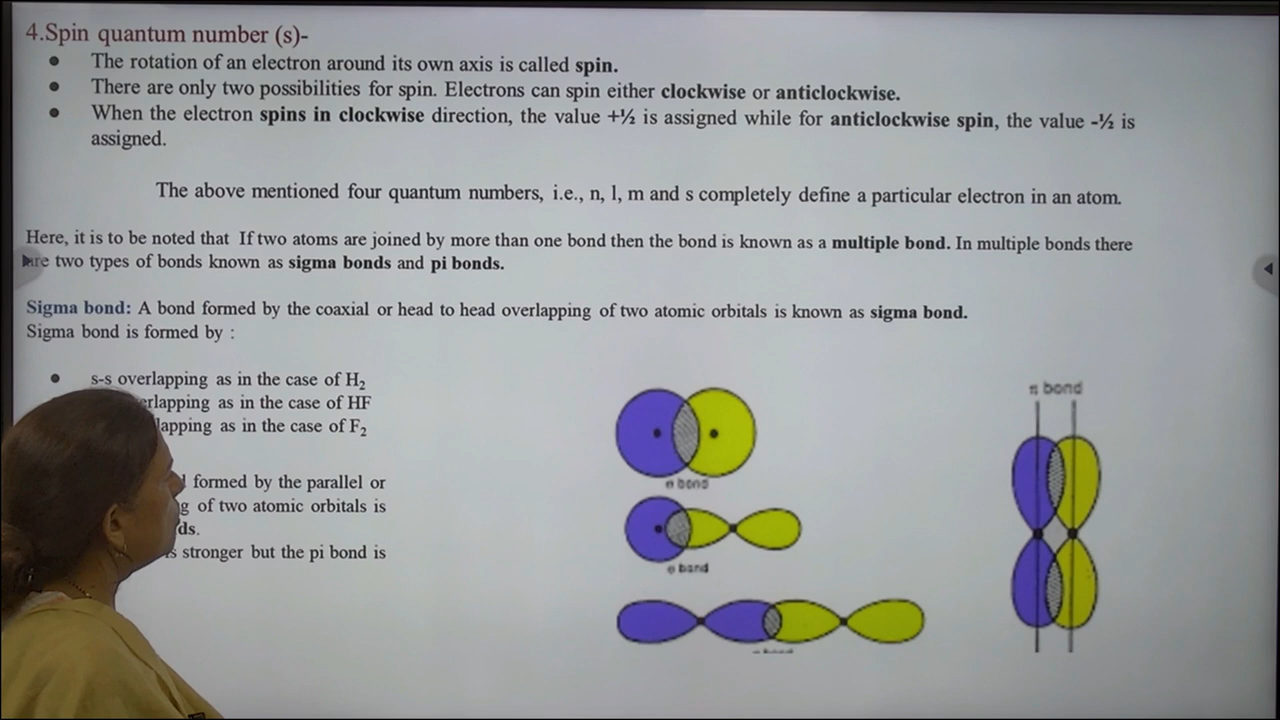 4.Spin quantum number (s)-
• The rotation of an electron around its own axis is called spin.
• There are only two possibilities for spin. Electrons can spin either clockwise or anticlockwise.
• When the electron spins in clockwise direction, the value +½ is assigned while for anticlockwise spin, the value -½ is
assigned.
The above mentioned four quantum numbers, i.e., n, l, m and s completely define a particular electron in an atom.
Here, it is to be noted that If two atoms are joined by more than one bond then the bond is known as a multiple bond. In multiple bonds there
are two types of bonds known as sigma bonds and pi bonds.
Sigma bond: A bond formed by the coaxial or head to head overlapping of two atomic orbitals is known as sigma bond.
Sigma bond is formed by :
• s-s overlapping as in the case of H₂
erlapping as in the case of HF
lapping as in the case of F₂
formed by the parallel or
g of two atomic orbitals is
ds.
is stronger but the pi bond is
π bond
σ bond
σ bond